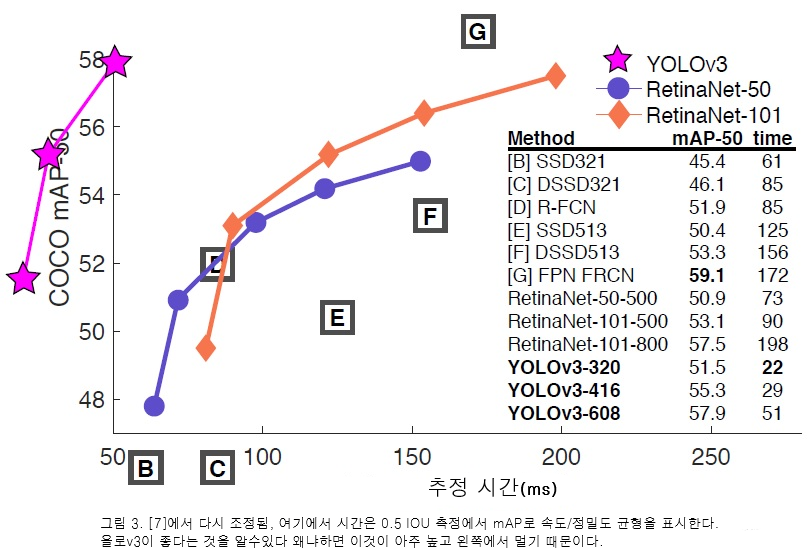 G
YOLOv3
RetinaNet-50
RetinaNet-101
Method mAP-50 time
[B] SSD321 45.4 61
[C] DSSD321 46.1 85
[D] R-FCN 51.9 85
[E] SSD513 50.4 125
[F] DSSD513 53.3 156
[G] FPN FRCN 59.1 172
RetinaNet-50-500 50.9 73
RetinaNet-101-500 53.1 90
RetinaNet-101-800 57.5 198
YOLOv3-320 51.5 22
YOLOv3-416 55.3 29
YOLOv3-608 57.9 51
COCO mAP-50
58
56
54
52
50
48
D
F
E
B
C
50 100 150 200 250
추정 시간(ms)
그림 3. [7]에서 다시 조정됨, 여기에서 시간은 0.5 IOU 측정에서 mAP로 속도/정밀도 균형을 표시한다.
욜로v3이 좋다는 것을 알수있다 왜냐하면 이것이 아주 높고 왼쪽에서 멀기 때문이다.